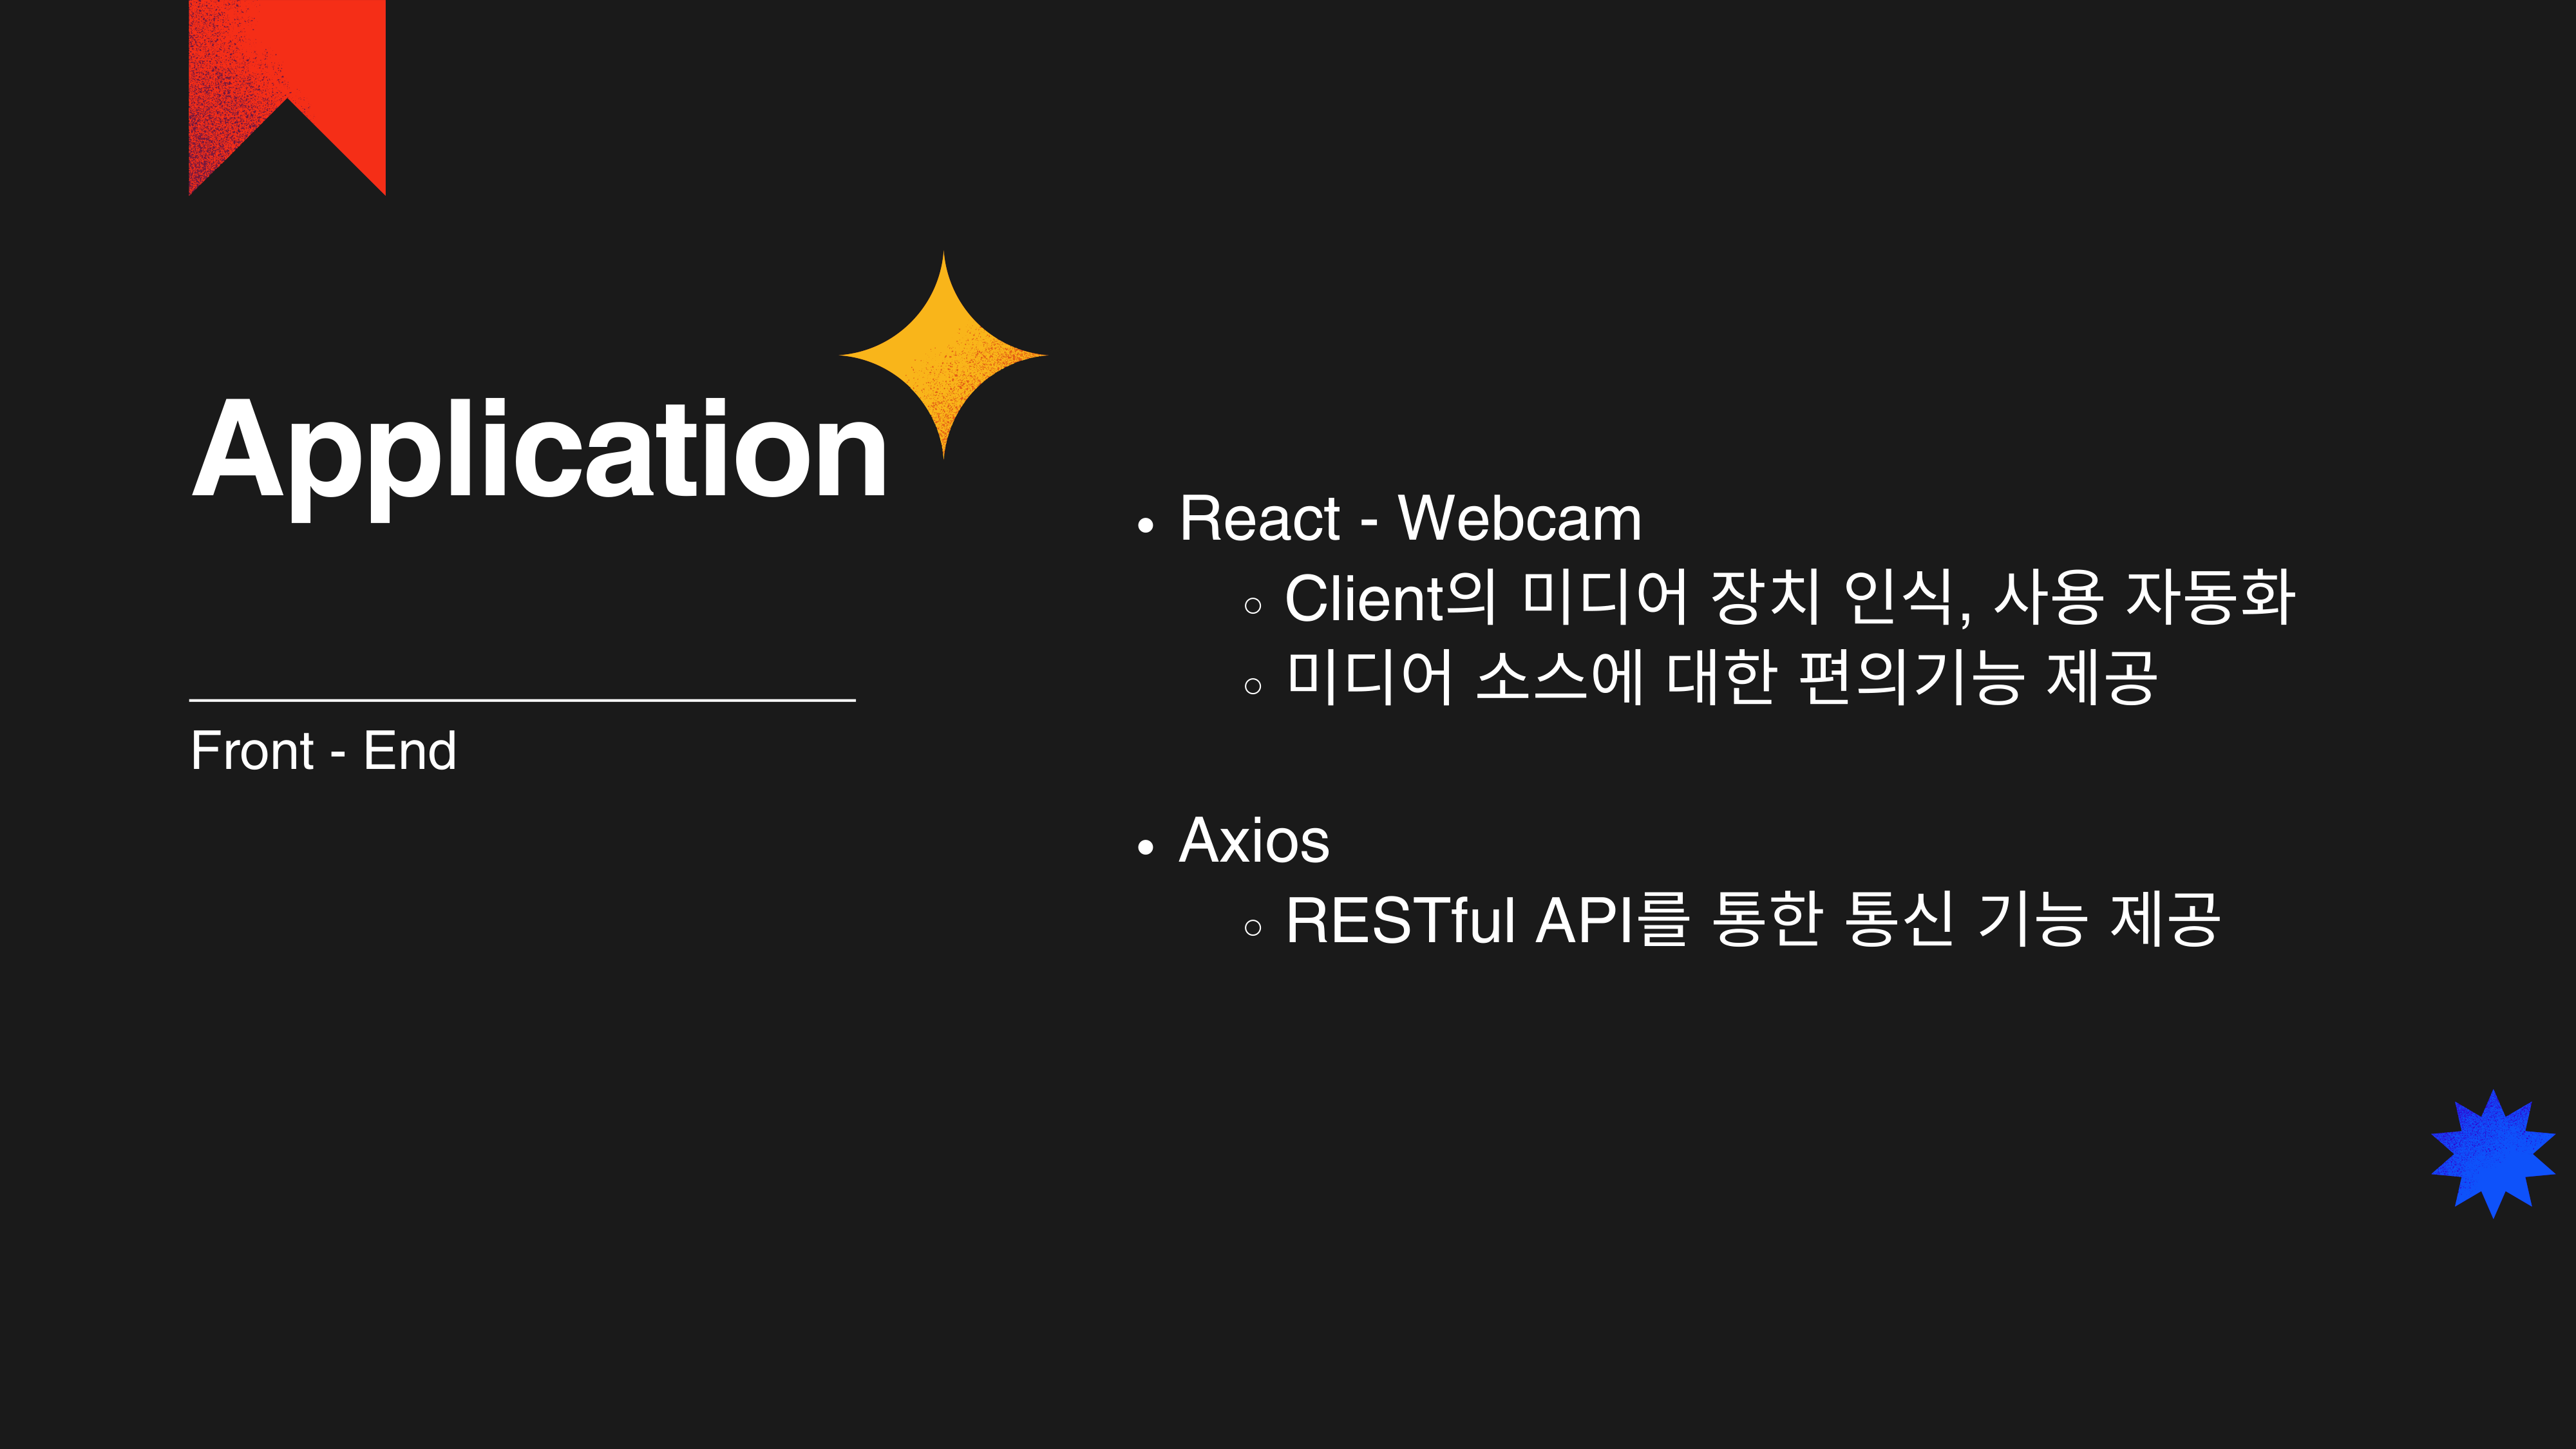 Application
Front - End
• React - Webcam
○ Client의 미디어 장치 인식, 사용 자동화
○ 미디어 소스에 대한 편의기능 제공
• Axios
○ RESTful API를 통한 통신 기능 제공